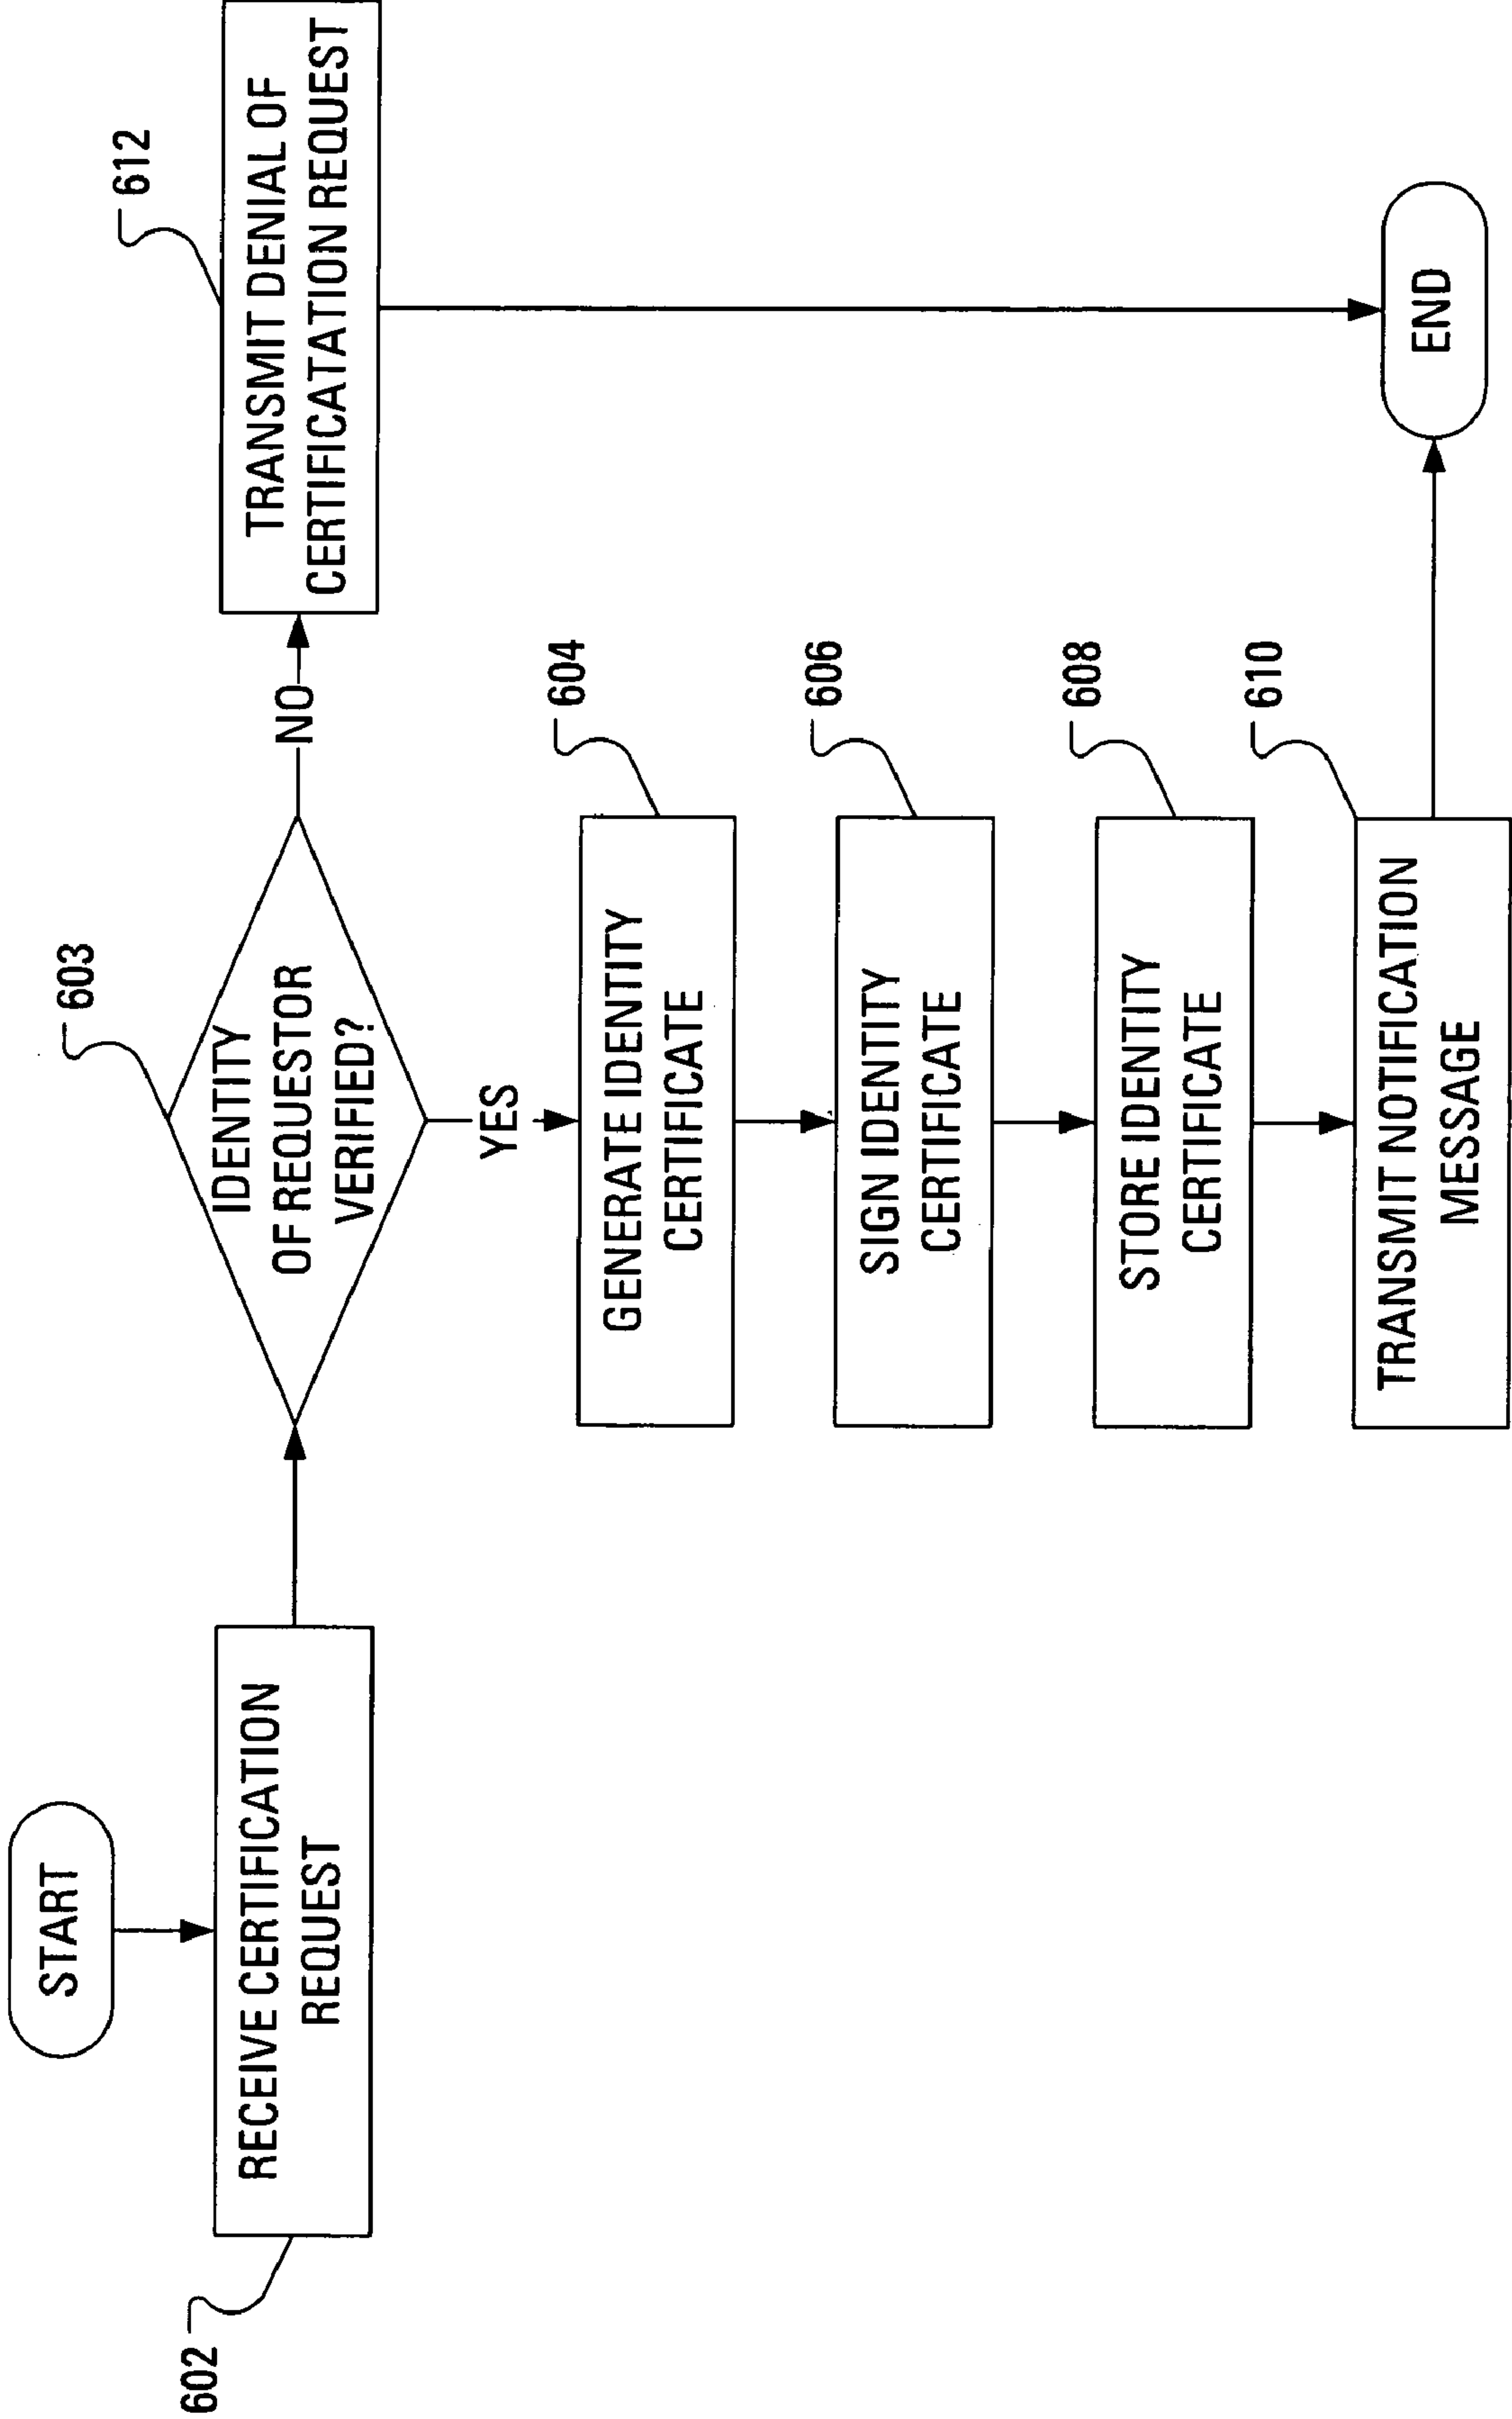 START
602
RECEIVE CERTIFICATION
REQUEST
603
IDENTITY
OF REQUESTOR
VERIFIED?
NO
612
TRANSMIT DENIAL OF
CERTIFICATATION REQUEST
YES
604
GENERATE IDENTITY
CERTIFICATE
606
SIGN IDENTITY
CERTIFICATE
608
STORE IDENTITY
CERTIFICATE
610
TRANSMIT NOTIFICATION
MESSAGE
END